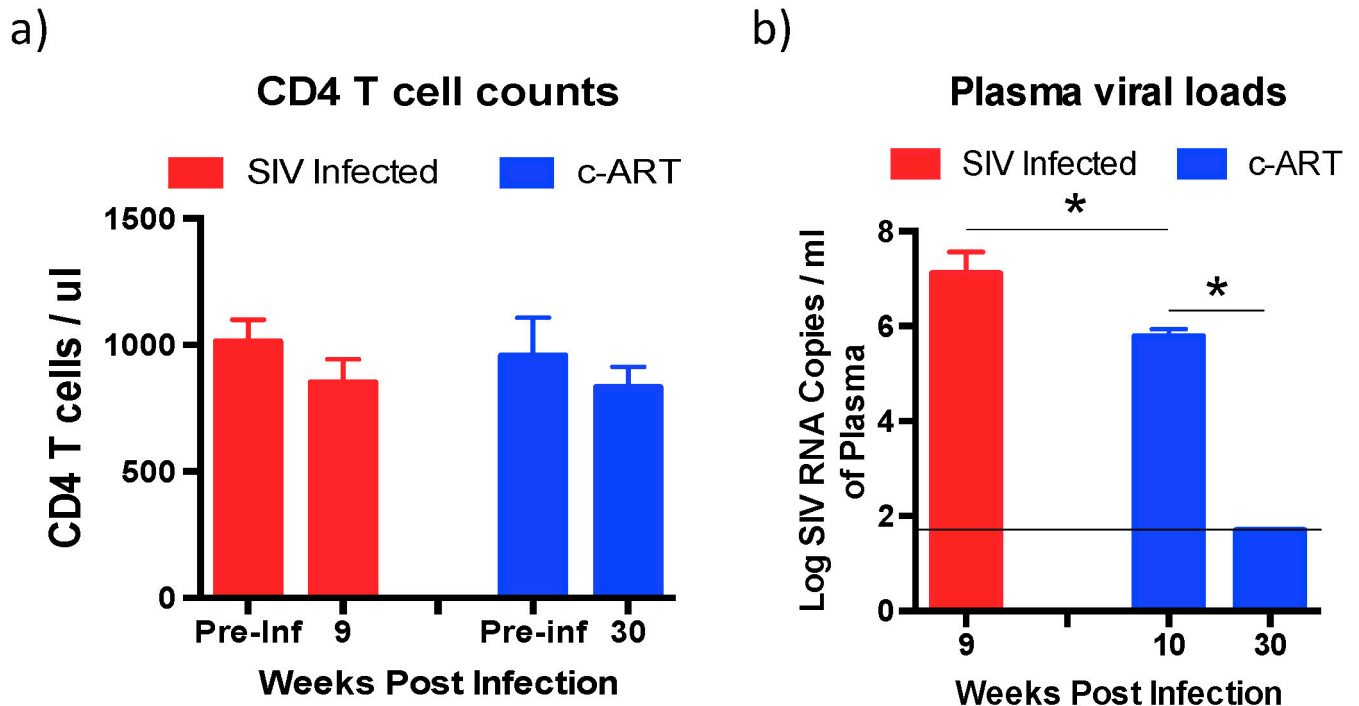 a)
CD4 T cell counts
SIV Infected c-ART
1500
1000
500
0
CD4 T cells / ul
Pre-Inf 9 Pre-inf 30
Weeks Post Infection
b)
Plasma viral loads
SIV Infected c-ART
*
*
8
6
4
2
0
Log SIV RNA Copies / ml
of Plasma
9 10 30
Weeks Post Infection